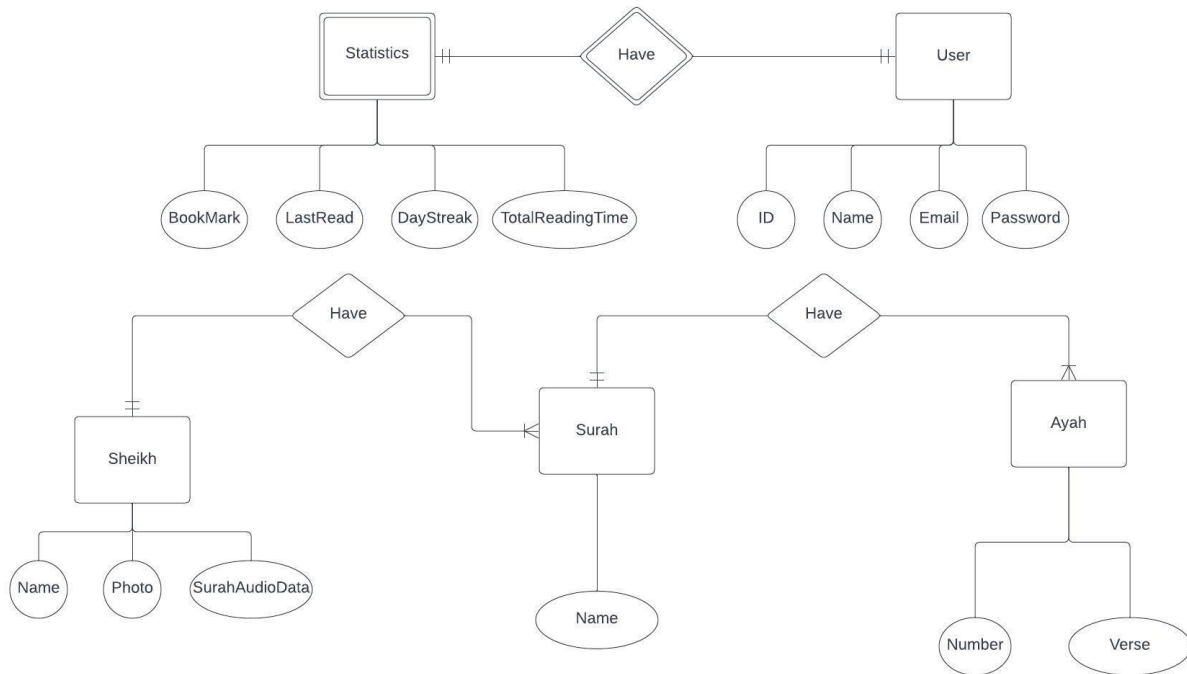 Statistics
Have
User
BookMark
LastRead
DayStreak
TotalReadingTime
ID
Name
Email
Password
Have
Have
Sheikh
Surah
Ayah
Name
Photo
SurahAudioData
Name
Number
Verse